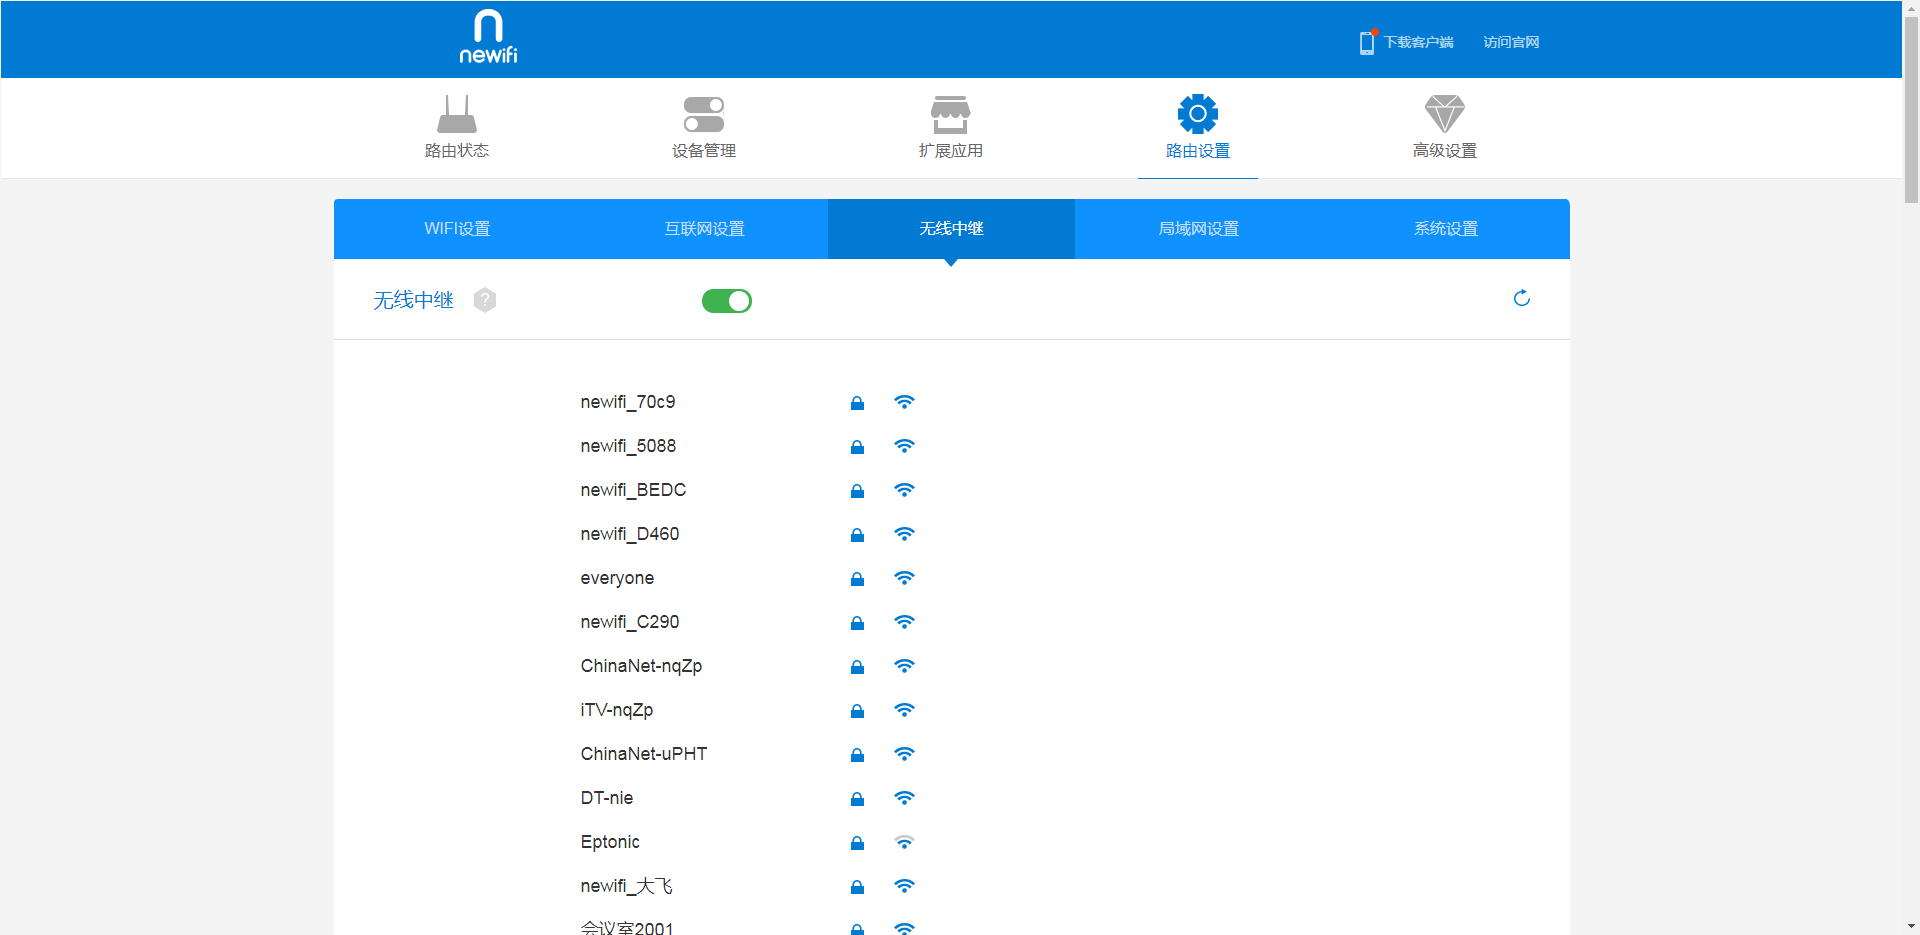 newifi
下载客户端 访问官网
路由状态 设备管理 扩展应用 路由设置 高级设置
WIFI设置 互联网设置 无线中继 局域网设置 系统设置
无线中继 ?
newifi_70c9
newifi_5088
newifi_BEDC
newifi_D460
everyone
newifi_C290
ChinaNet-nqZp
iTV-nqZp
ChinaNet-uPHT
DT-nie
Eptonic
newifi_大飞
会议室2001